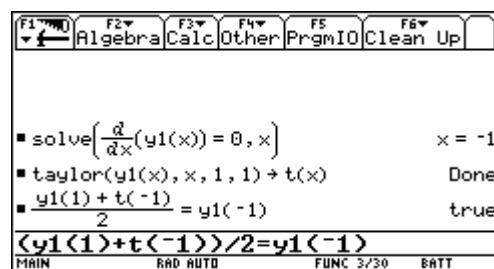 F1▼ F2▼ F3▼ F4▼ F5 F6▼
Algebra Calc Other PrgmIO Clean Up
▪ solve(d/dx(y1(x)) = 0, x) x = -1
▪ taylor(y1(x), x, 1, 1) → t(x) Done
▪ (y1(1) + t(-1))/2 = y1(-1) true
(y1(1)+t(-1))/2=y1(-1)
MAIN RAD AUTO FUNC 3/30 BATT